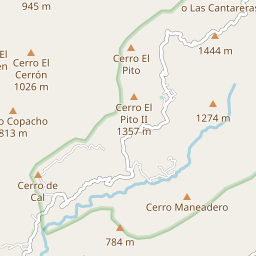 945 m
o Las Cantareras
1444 m
Cerro El
Pito
El
en
Cerro El
Cerrón
1026 m
Cerro El
Pito II
1357 m
1274 m
o Copacho
813 m
Cerro de
Cal
Cerro Maneadero
784 m